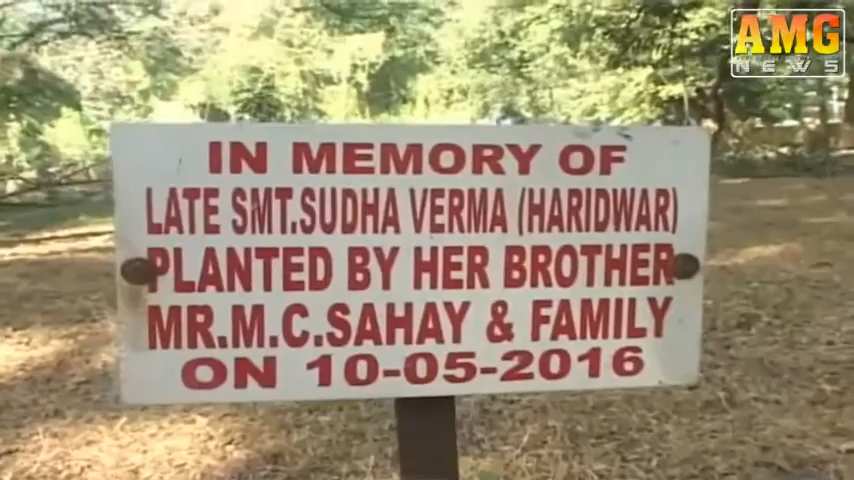 AMG
NEWS
IN MEMORY OF
LATE SMT.SUDHA VERMA (HARIDWAR)
PLANTED BY HER BROTHER
MR.M.C.SAHAY & FAMILY
ON 10-05-2016